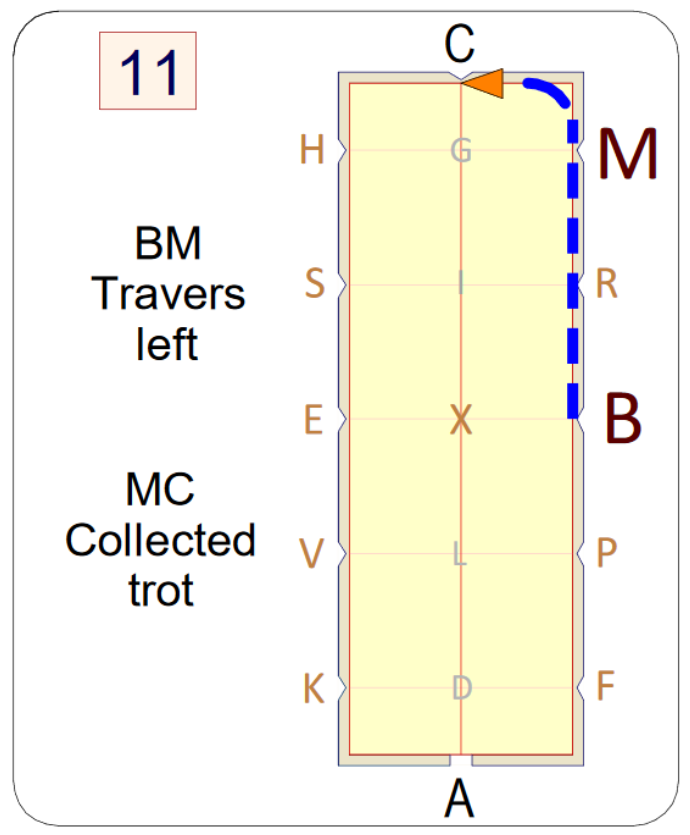 11
C
H G M
BM
Travers
left
S I R
E X B
MC
Collected
trot
V L P
K D F
A